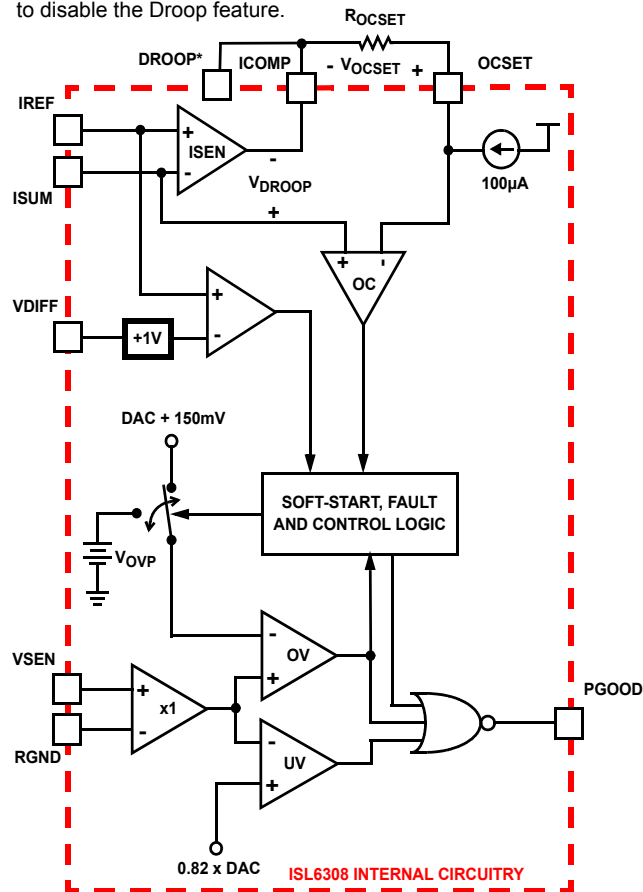 to disable the Droop feature.
ROCSET
DROOP*
ICOMP
- VOCSET +
OCSET
IREF
+
ISEN
-
-
VDROOP
+
100µA
ISUM
+ -
OC
VDIFF
+1V
+
-
DAC + 150mV
SOFT-START, FAULT
AND CONTROL LOGIC
VOVP
-
OV
+
VSEN
+
x1
-
RGND
-
UV
+
PGOOD
0.82 x DAC
ISL6308 INTERNAL CIRCUITRY